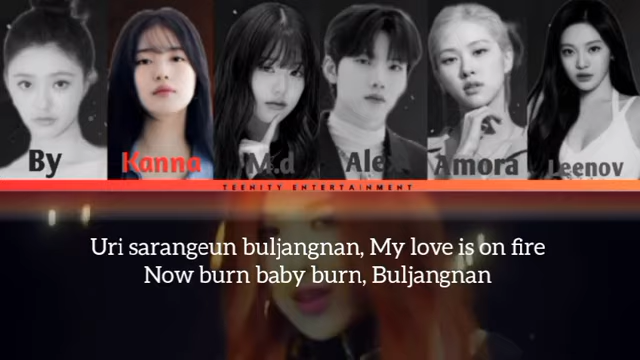 By Kanna M.d Ale Amora Leenov
TEENITY ENTERTAINMENT
Uri sarangeun buljangnan, My love is on fire
Now burn baby burn, Buljangnan